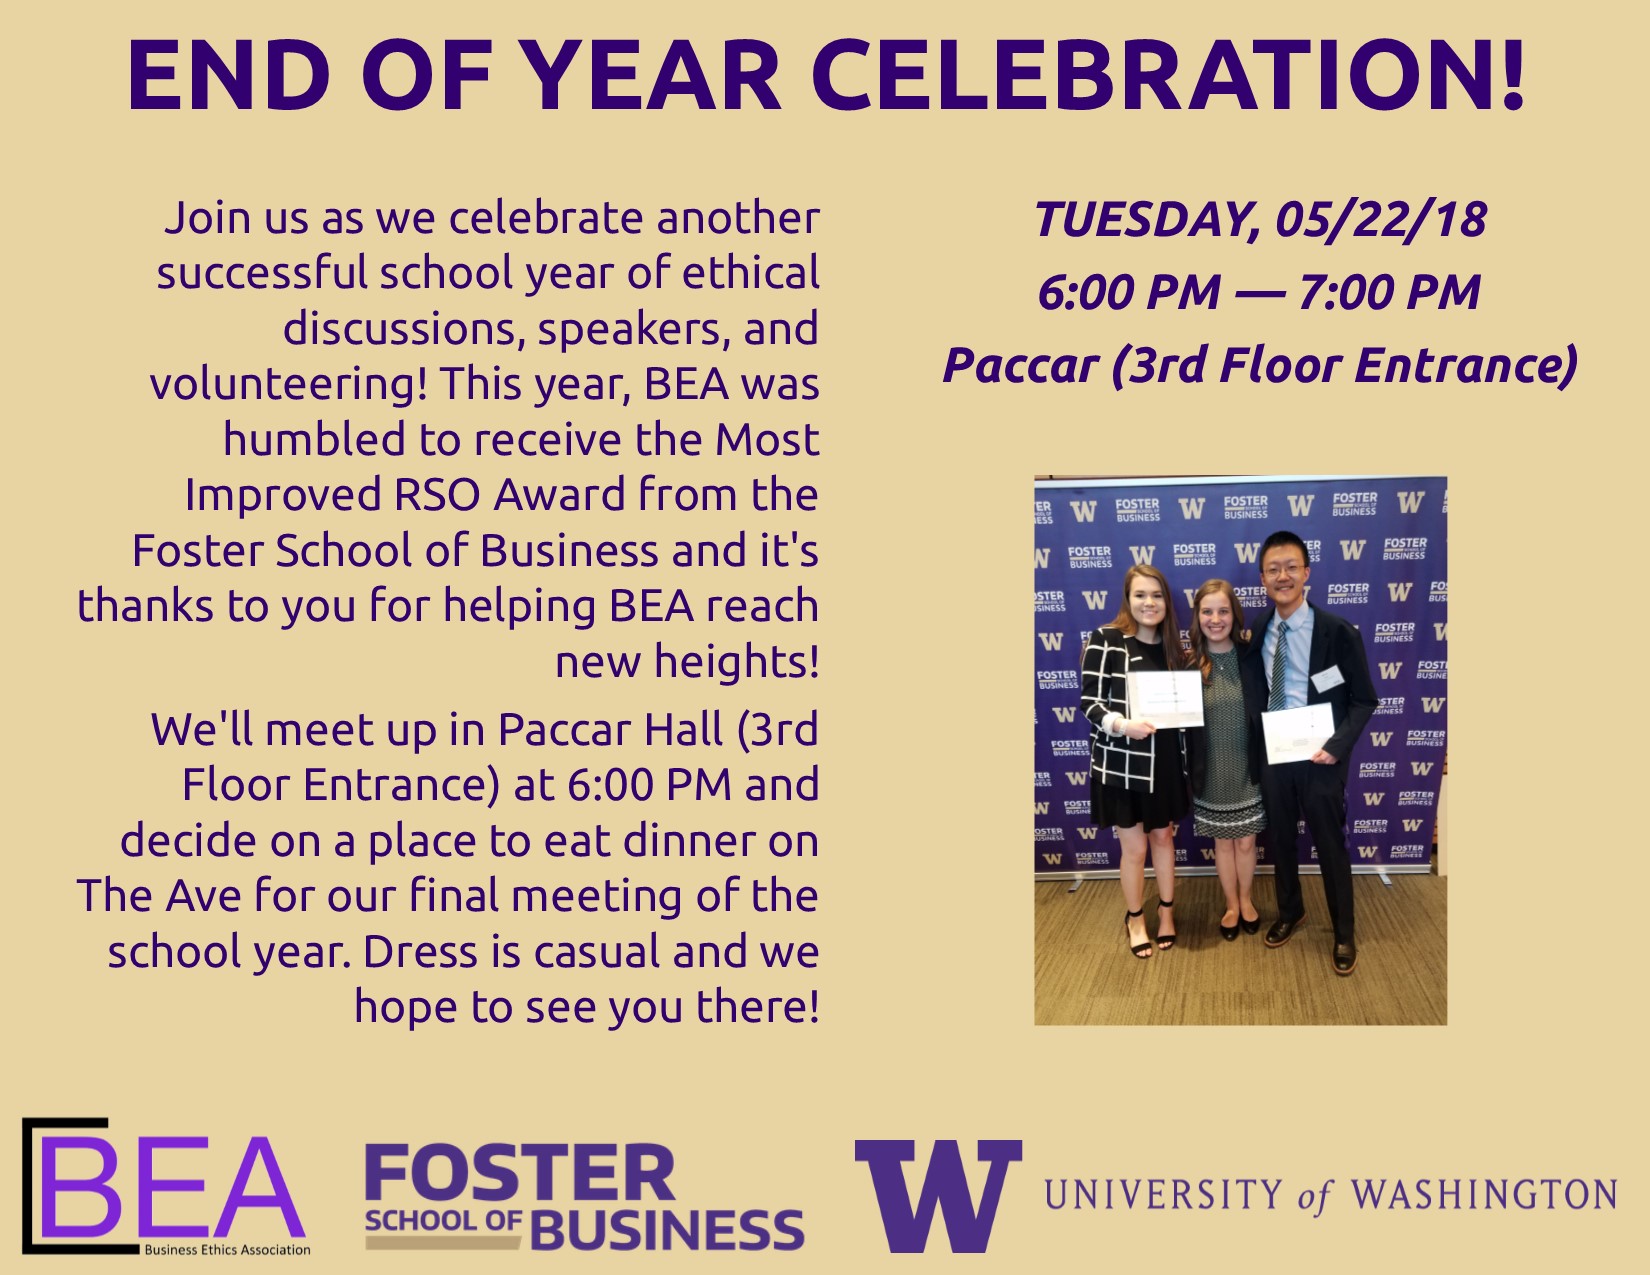 END OF YEAR CELEBRATION!
Join us as we celebrate another
successful school year of ethical
discussions, speakers, and
volunteering! This year, BEA was
humbled to receive the Most
Improved RSO Award from the
Foster School of Business and it's
thanks to you for helping BEA reach
new heights!
We'll meet up in Paccar Hall (3rd
Floor Entrance) at 6:00 PM and
decide on a place to eat dinner on
The Ave for our final meeting of the
school year. Dress is casual and we
hope to see you there!
TUESDAY, 05/22/18
6:00 PM — 7:00 PM
Paccar (3rd Floor Entrance)
W FOSTER SCHOOL OF BUSINESS
BEA
Business Ethics Association
FOSTER
SCHOOL OF BUSINESS
W UNIVERSITY of WASHINGTON